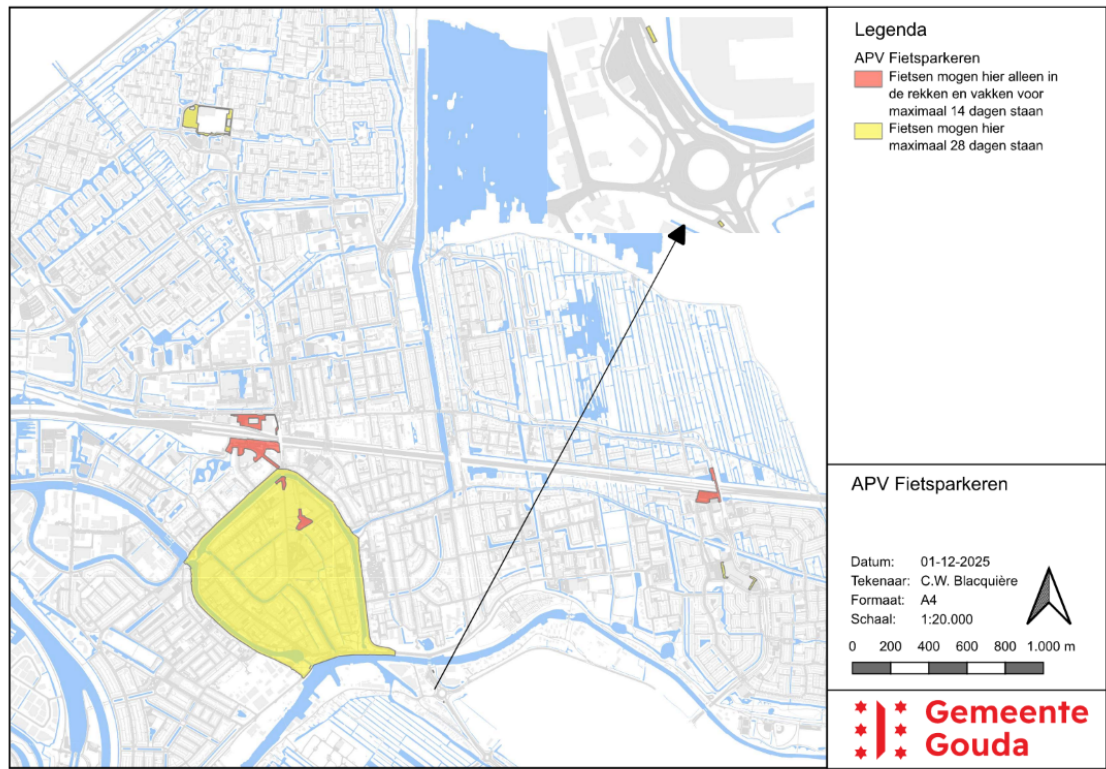 Legenda
APV Fietsparkeren
Fietsen mogen hier alleen in
de rekken en vakken voor
maximaal 14 dagen staan
Fietsen mogen hier
maximaal 28 dagen staan
APV Fietsparkeren
Datum: 01-12-2025
Tekenaar: C.W. Blacquière
Formaat: A4
Schaal: 1:20.000
0 200 400 600 800 1.000 m
Gemeente
Gouda